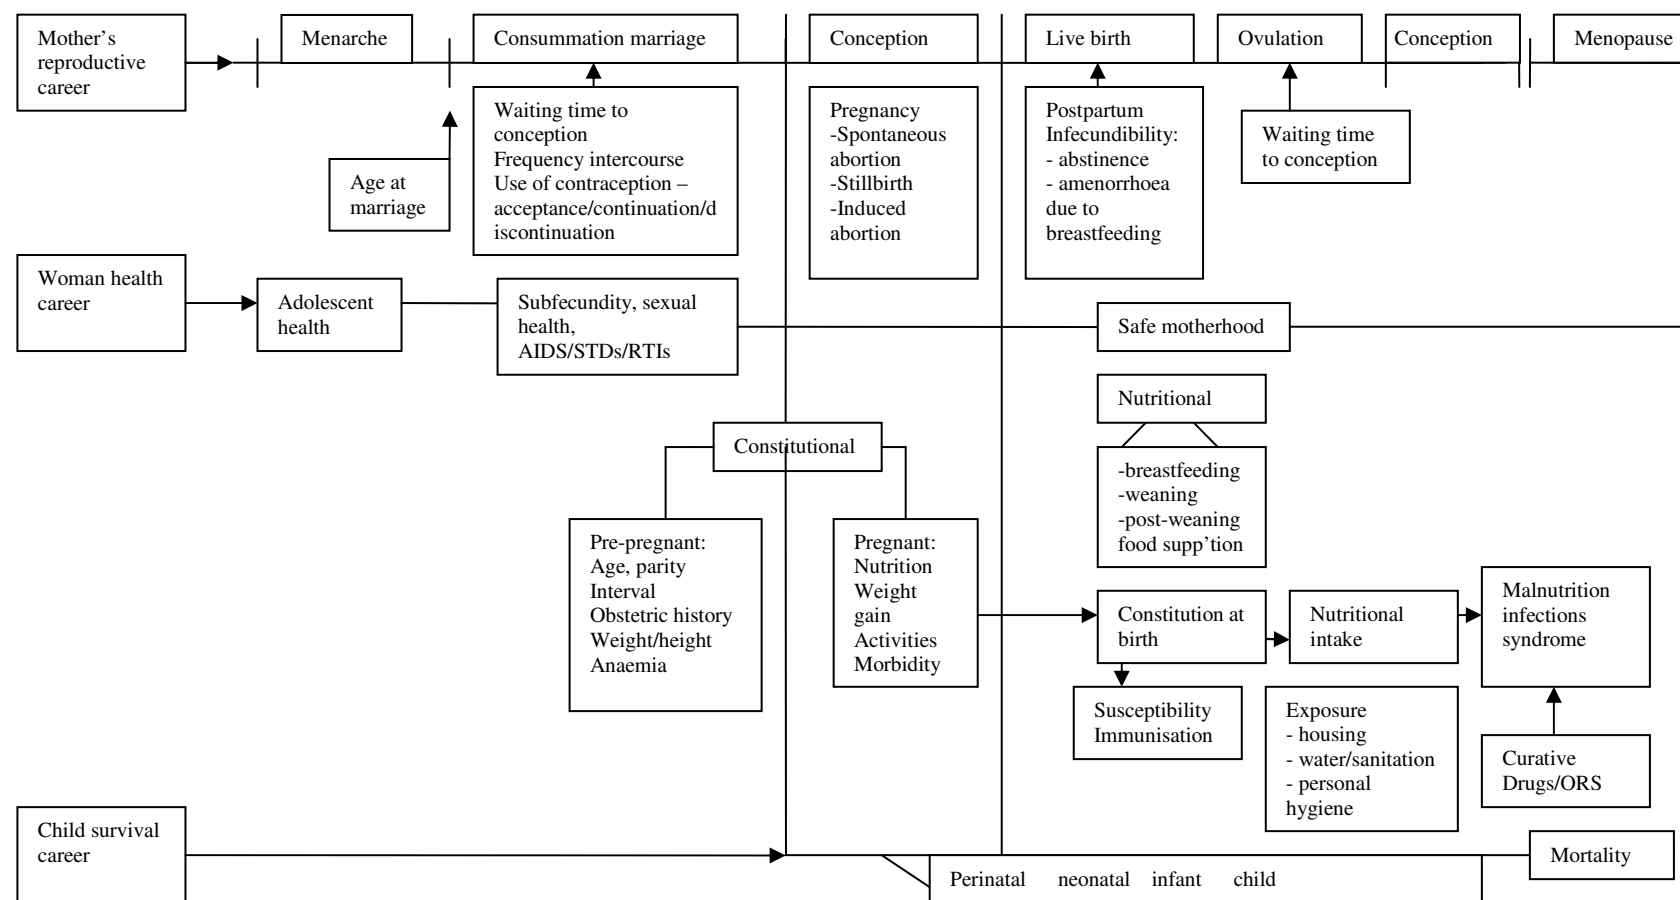 Mother’s
reproductive
career
Menarche
Consummation marriage
Conception
Live birth
Ovulation
Conception
Menopause
Age at
marriage
Waiting time to
conception
Frequency intercourse
Use of contraception –
acceptance/continuation/d
iscontinuation
Pregnancy
-Spontaneous
abortion
-Stillbirth
-Induced
abortion
Postpartum
Infecundibility:
- abstinence
- amenorrhoea
due to
breastfeeding
Waiting time
to conception
Woman health
career
Adolescent
health
Subfecundity, sexual
health,
AIDS/STDs/RTIs
Safe motherhood
Nutritional
-breastfeeding
-weaning
-post-weaning
food supp’tion
Constitutional
Pre-pregnant:
Age, parity
Interval
Obstetric history
Weight/height
Anaemia
Pregnant:
Nutrition
Weight
gain
Activities
Morbidity
Constitution at
birth
Nutritional
intake
Malnutrition
infections
syndrome
Susceptibility
Immunisation
Exposure
- housing
- water/sanitation
- personal
hygiene
Curative
Drugs/ORS
Child survival
career
Mortality
Perinatal neonatal infant child